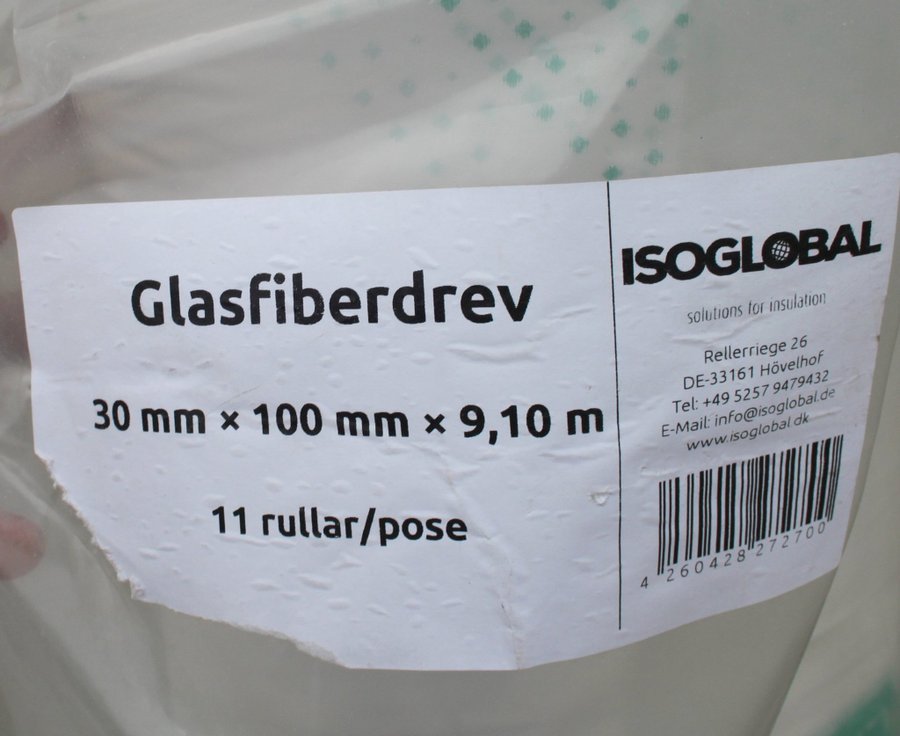 Glasfiberdrev
30 mm × 100 mm × 9,10 m
11 rullar/pose
ISOGLOBAL
solutions for insulation
Rellerriege 26
DE-33161 Hövelhof
Tel: +49 5257 9479432
E-Mail: info@isoglobal.de
www.isoglobal.dk
4 260428 272700